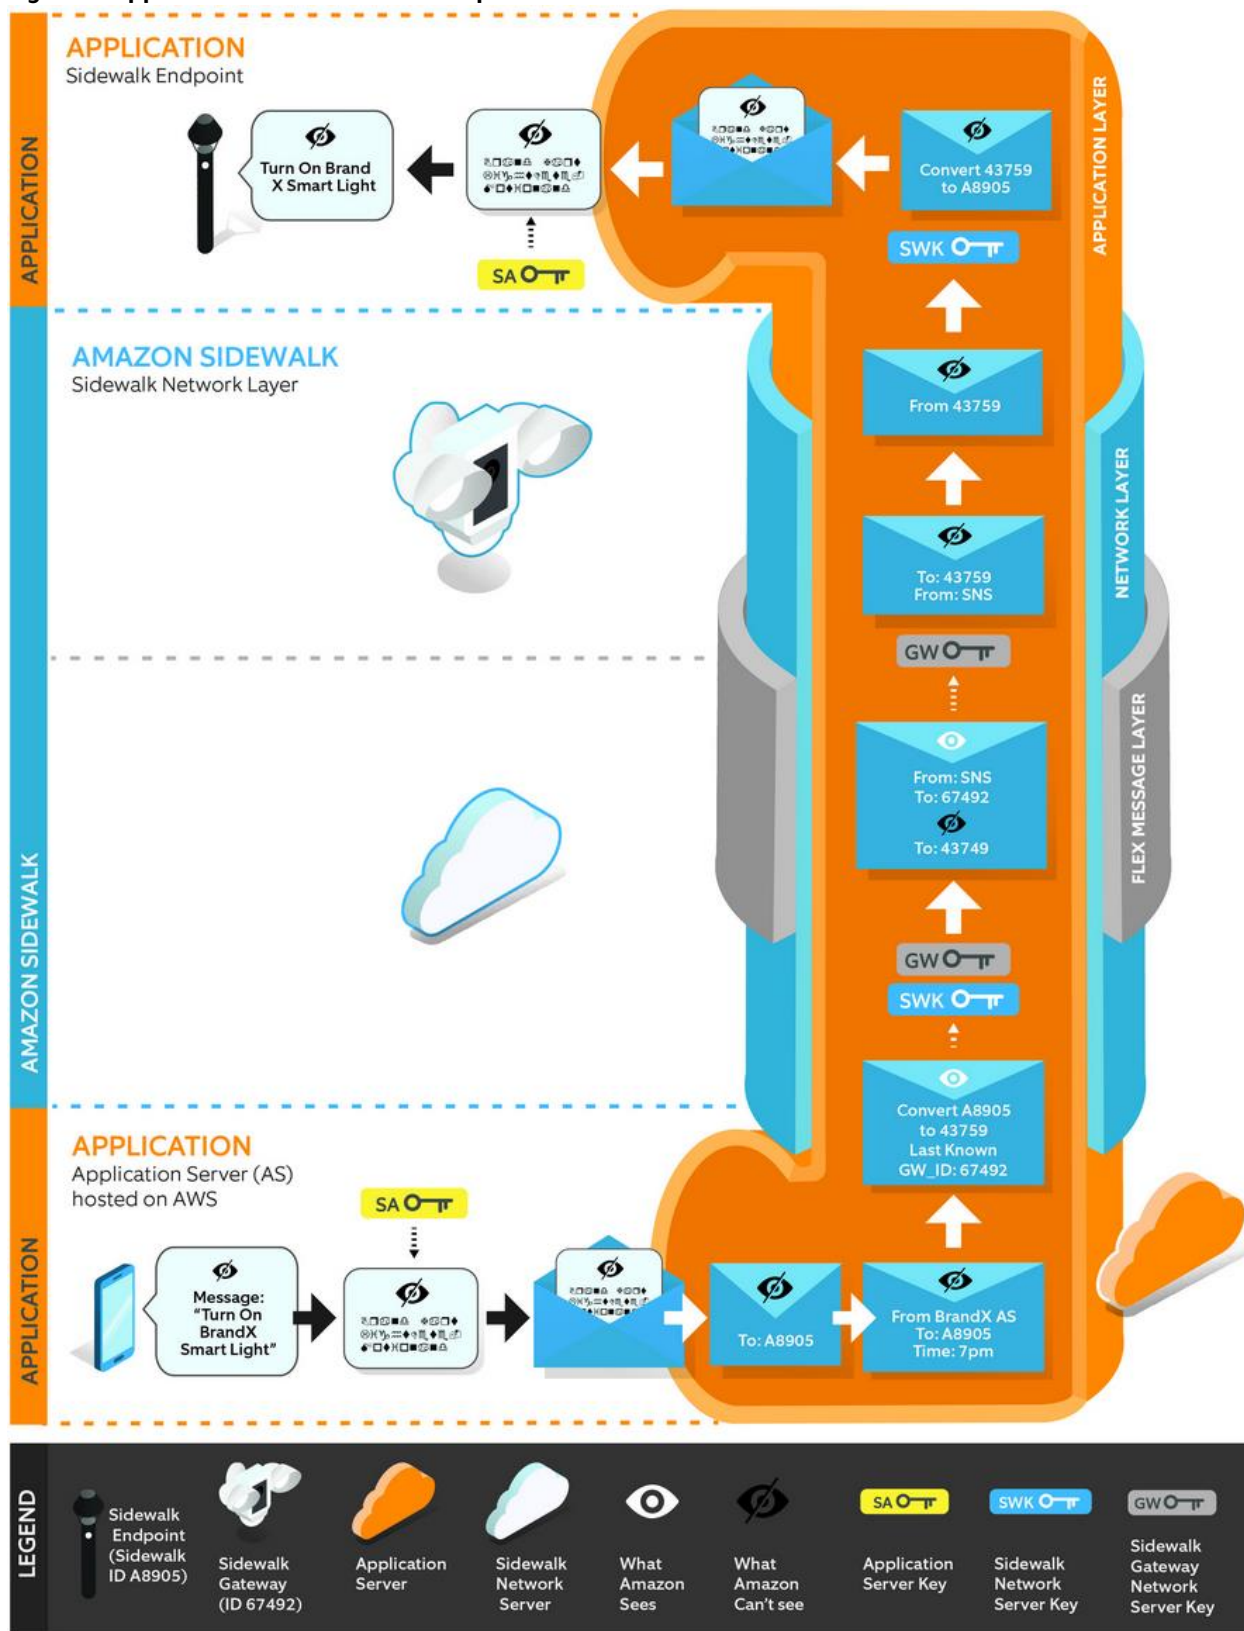 APPLICATION
Sidewalk Endpoint
Turn On Brand
X Smart Light
SA
Convert 43759
to A8905
SWK
APPLICATION LAYER
APPLICATION
AMAZON SIDEWALK
Sidewalk Network Layer
From 43759
To: 43759
From: SNS
NETWORK LAYER
GW
From: SNS
To: 67492
To: 43749
FLEX MESSAGE LAYER
GW
SWK
AMAZON SIDEWALK
Convert A8905
to 43759
Last Known
GW_ID: 67492
APPLICATION
Application Server (AS)
hosted on AWS
SA
Message:
“Turn On
BrandX
Smart Light”
To: A8905
From BrandX AS
To: A8905
Time: 7pm
APPLICATION
LEGEND
Sidewalk
Endpoint
(Sidewalk
ID A8905)
Sidewalk
Gateway
(ID 67492)
Application
Server
Sidewalk
Network
Server
What
Amazon
Sees
What
Amazon
Can't see
SA
Application
Server Key
SWK
Sidewalk
Network
Server Key
GW
Sidewalk
Gateway
Network
Server Key